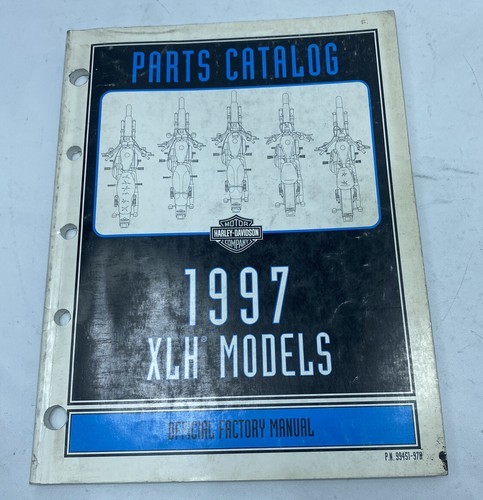 PARTS CATALOG
MOTOR
HARLEY-DAVIDSON
COMPANY
1997
XLH® MODELS
OFFICIAL FACTORY MANUAL
P.N. 99451-97A